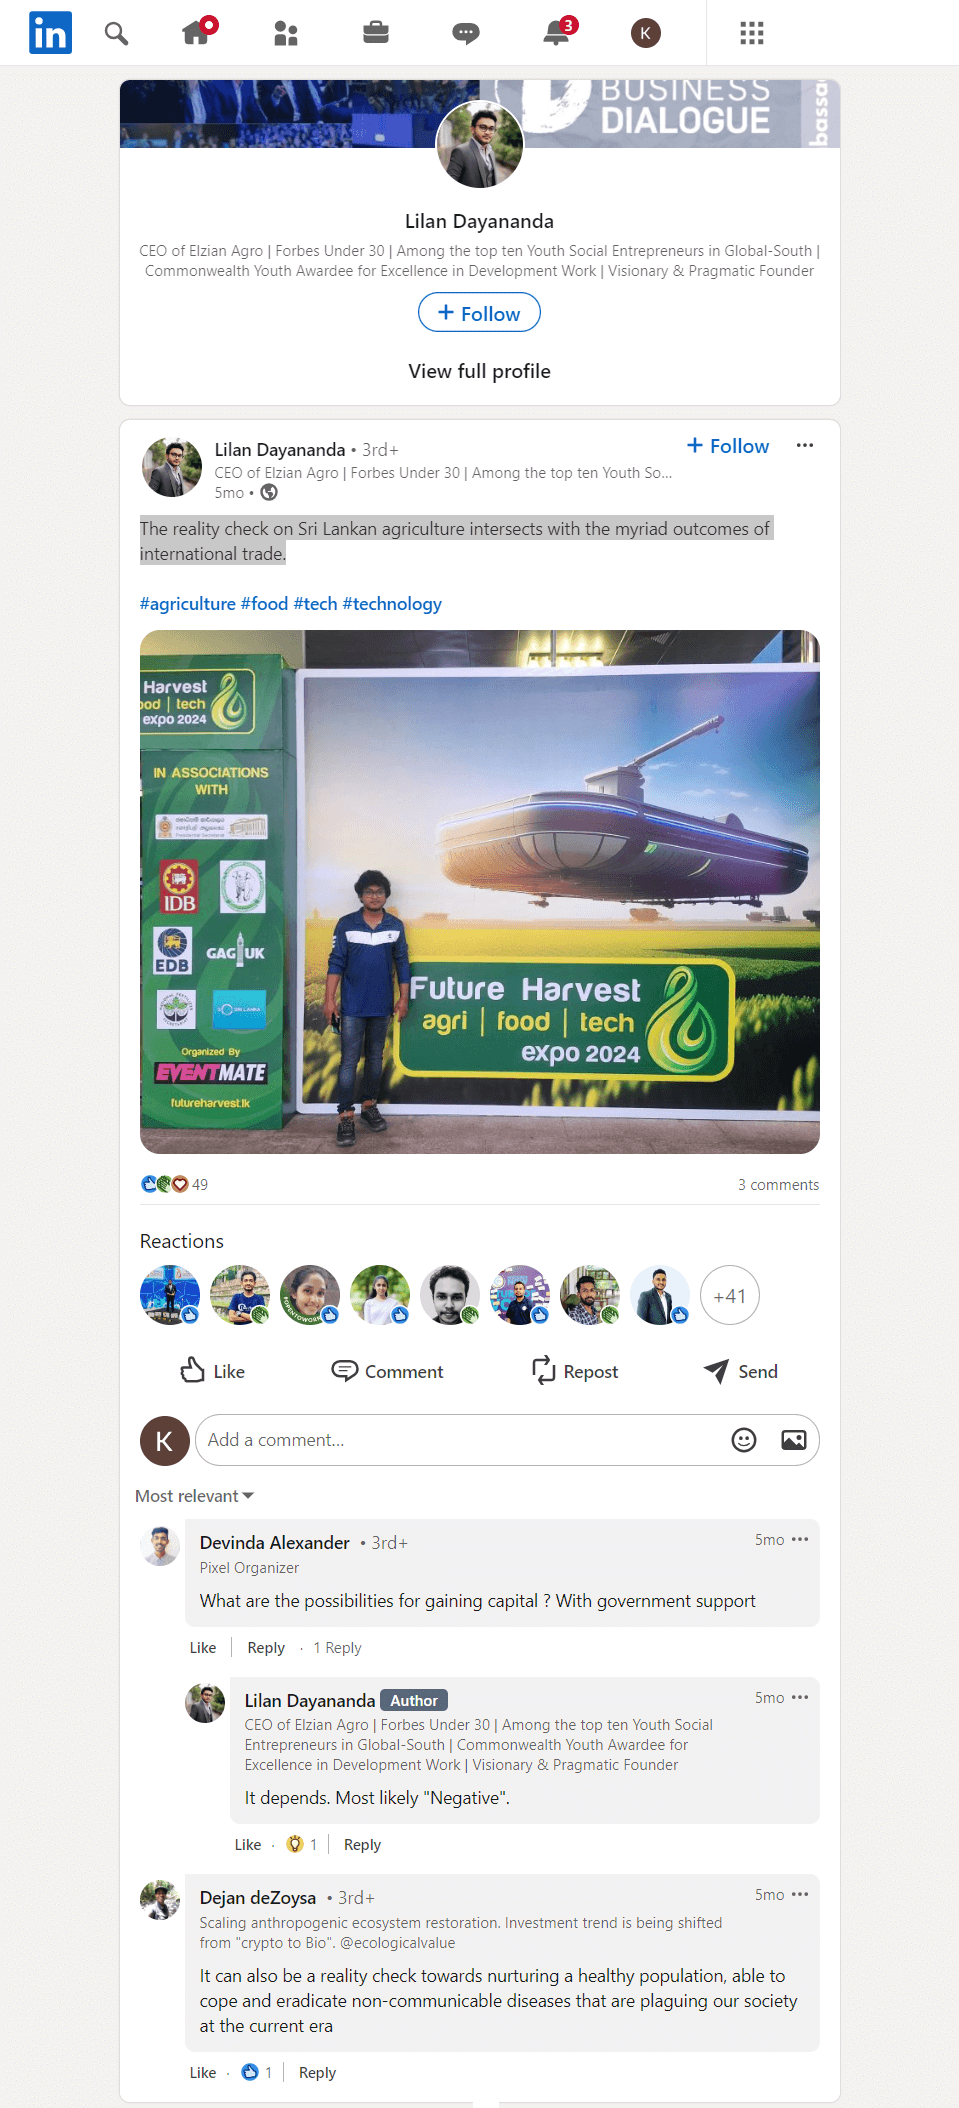 in
3
K
BUSINESS
DIALOGUE
bassa
Lilan Dayananda
CEO of Elzian Agro | Forbes Under 30 | Among the top ten Youth Social Entrepreneurs in Global-South |
Commonwealth Youth Awardee for Excellence in Development Work | Visionary & Pragmatic Founder
+ Follow
View full profile
Lilan Dayananda • 3rd+
+ Follow
CEO of Elzian Agro | Forbes Under 30 | Among the top ten Youth So...
5mo •
The reality check on Sri Lankan agriculture intersects with the myriad outcomes of
international trade.
#agriculture #food #tech #technology
Harvest
ood | tech
expo 2024
IN ASSOCIATIONS
WITH
Presidential Secretariat
IDB
EDB
GAG UK
SRI LANKA
Organized By
EVENTMATE
futureharvest.lk
Future Harvest
agri | food | tech
expo 2024
49
3 comments
Reactions
#OPENTOWORK
+41
Like
Comment
Repost
Send
K
Add a comment...
Most relevant
Devinda Alexander • 3rd+
5mo
Pixel Organizer
What are the possibilities for gaining capital ? With government support
Like
Reply · 1 Reply
Lilan Dayananda Author
5mo
CEO of Elzian Agro | Forbes Under 30 | Among the top ten Youth Social
Entrepreneurs in Global-South | Commonwealth Youth Awardee for
Excellence in Development Work | Visionary & Pragmatic Founder
It depends. Most likely "Negative".
Like · 1
Reply
Dejan deZoysa • 3rd+
5mo
Scaling anthropogenic ecosystem restoration. Investment trend is being shifted
from "crypto to Bio". @ecologicalvalue
It can also be a reality check towards nurturing a healthy population, able to
cope and eradicate non-communicable diseases that are plaguing our society
at the current era
Like · 1
Reply